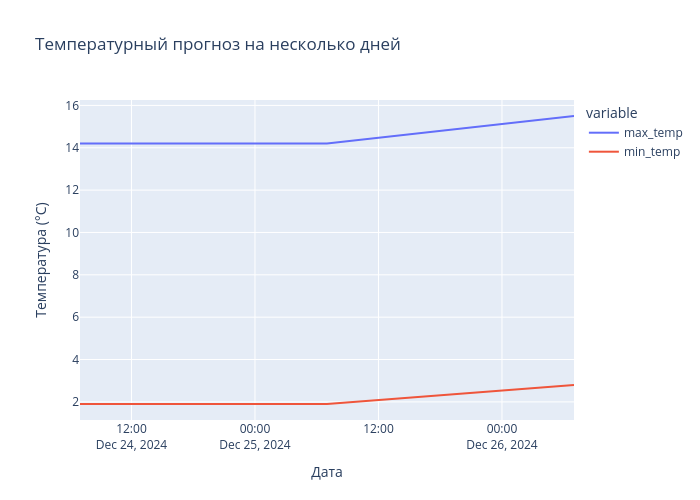 Температурный прогноз на несколько дней
variable
max_temp
min_temp
Температура (°C)
16
14
12
10
8
6
4
2
12:00
Dec 24, 2024
00:00
Dec 25, 2024
12:00
00:00
Dec 26, 2024
Дата